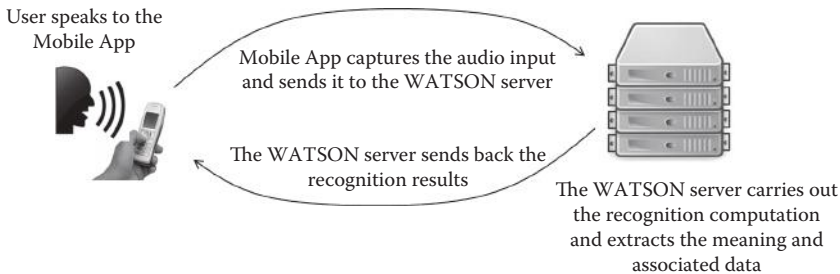 User speaks to the
Mobile App
Mobile App captures the audio input
and sends it to the WATSON server
The WATSON server sends back the
recognition results
The WATSON server carries out
the recognition computation
and extracts the meaning and
associated data